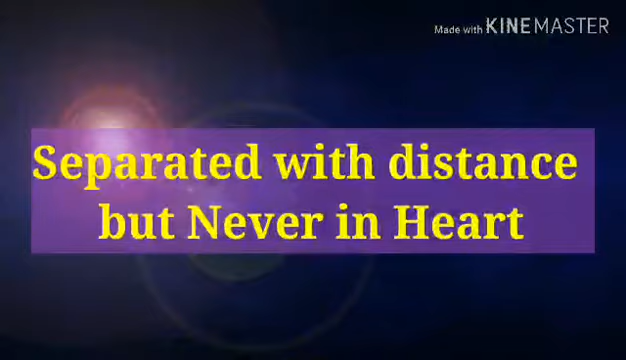 Made with KINEMASTER
Separated with distance
but Never in Heart